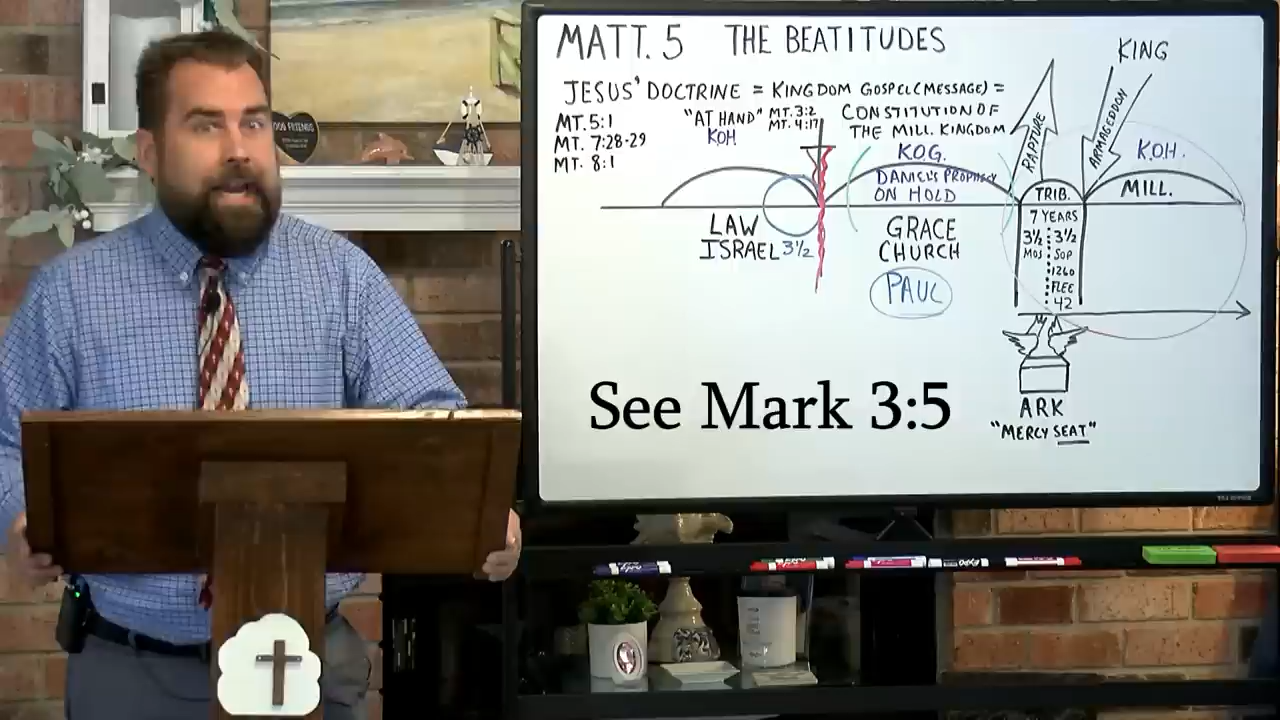 MATT. 5 THE BEATITUDES
KING
JESUS' DOCTRINE = KINGDOM GOSPEL (MESSAGE) =
MT. 5:1
MT. 7:28-29
MT. 8:1
"AT HAND"
KOH
MT. 3:2
MT. 4:17
CONSTITUTION OF
THE MILL. KINGDOM
K.O.G.
DANIEL'S PROPHECY
ON HOLD
RAPTURE
ARMAGEDDON
K.O.H.
TRIB.
MILL.
LAW
ISRAEL 3½
GRACE
CHURCH
PAUL
7 YEARS
3½ 3½
MOS SOP
1260
FLEE
42
ARK
"MERCY SEAT"
See Mark 3:5
FRIENDS
EXPO